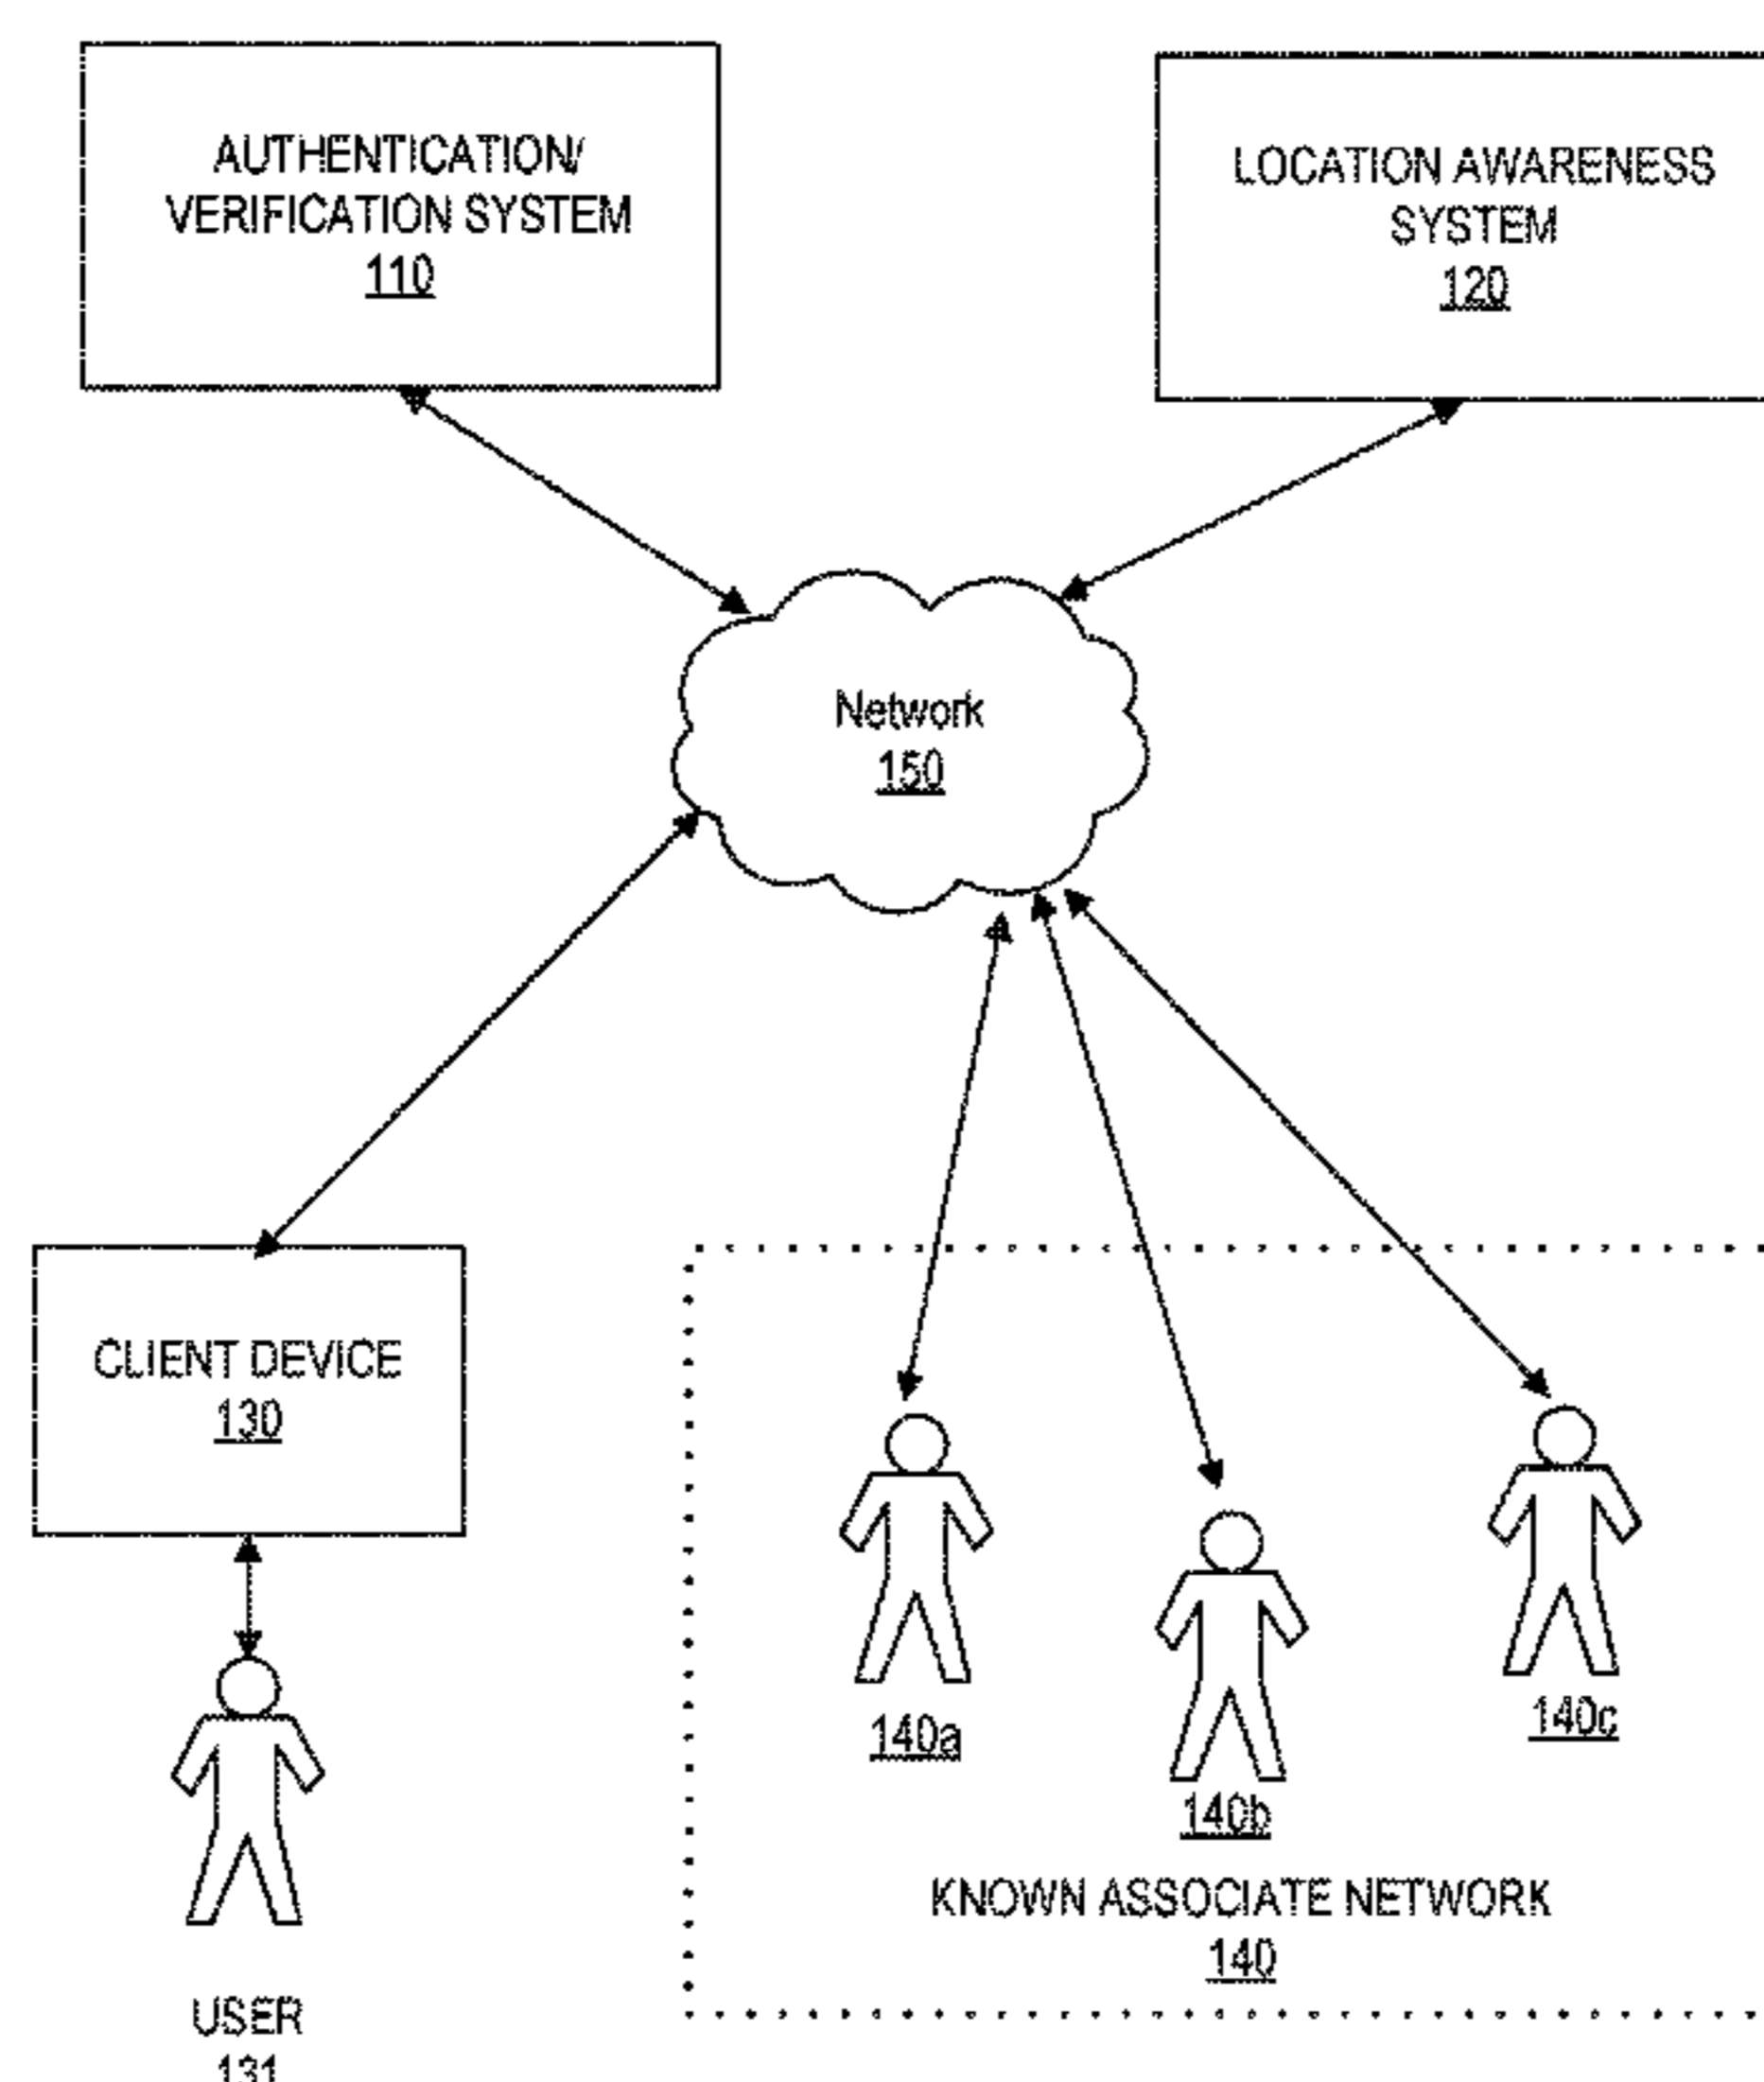 AUTHENTICATION/
VERIFICATION SYSTEM
110
LOCATION AWARENESS
SYSTEM
120
Network
150
CLIENT DEVICE
130
140a
140b
140c
KNOWN ASSOCIATE NETWORK
140
USER
131